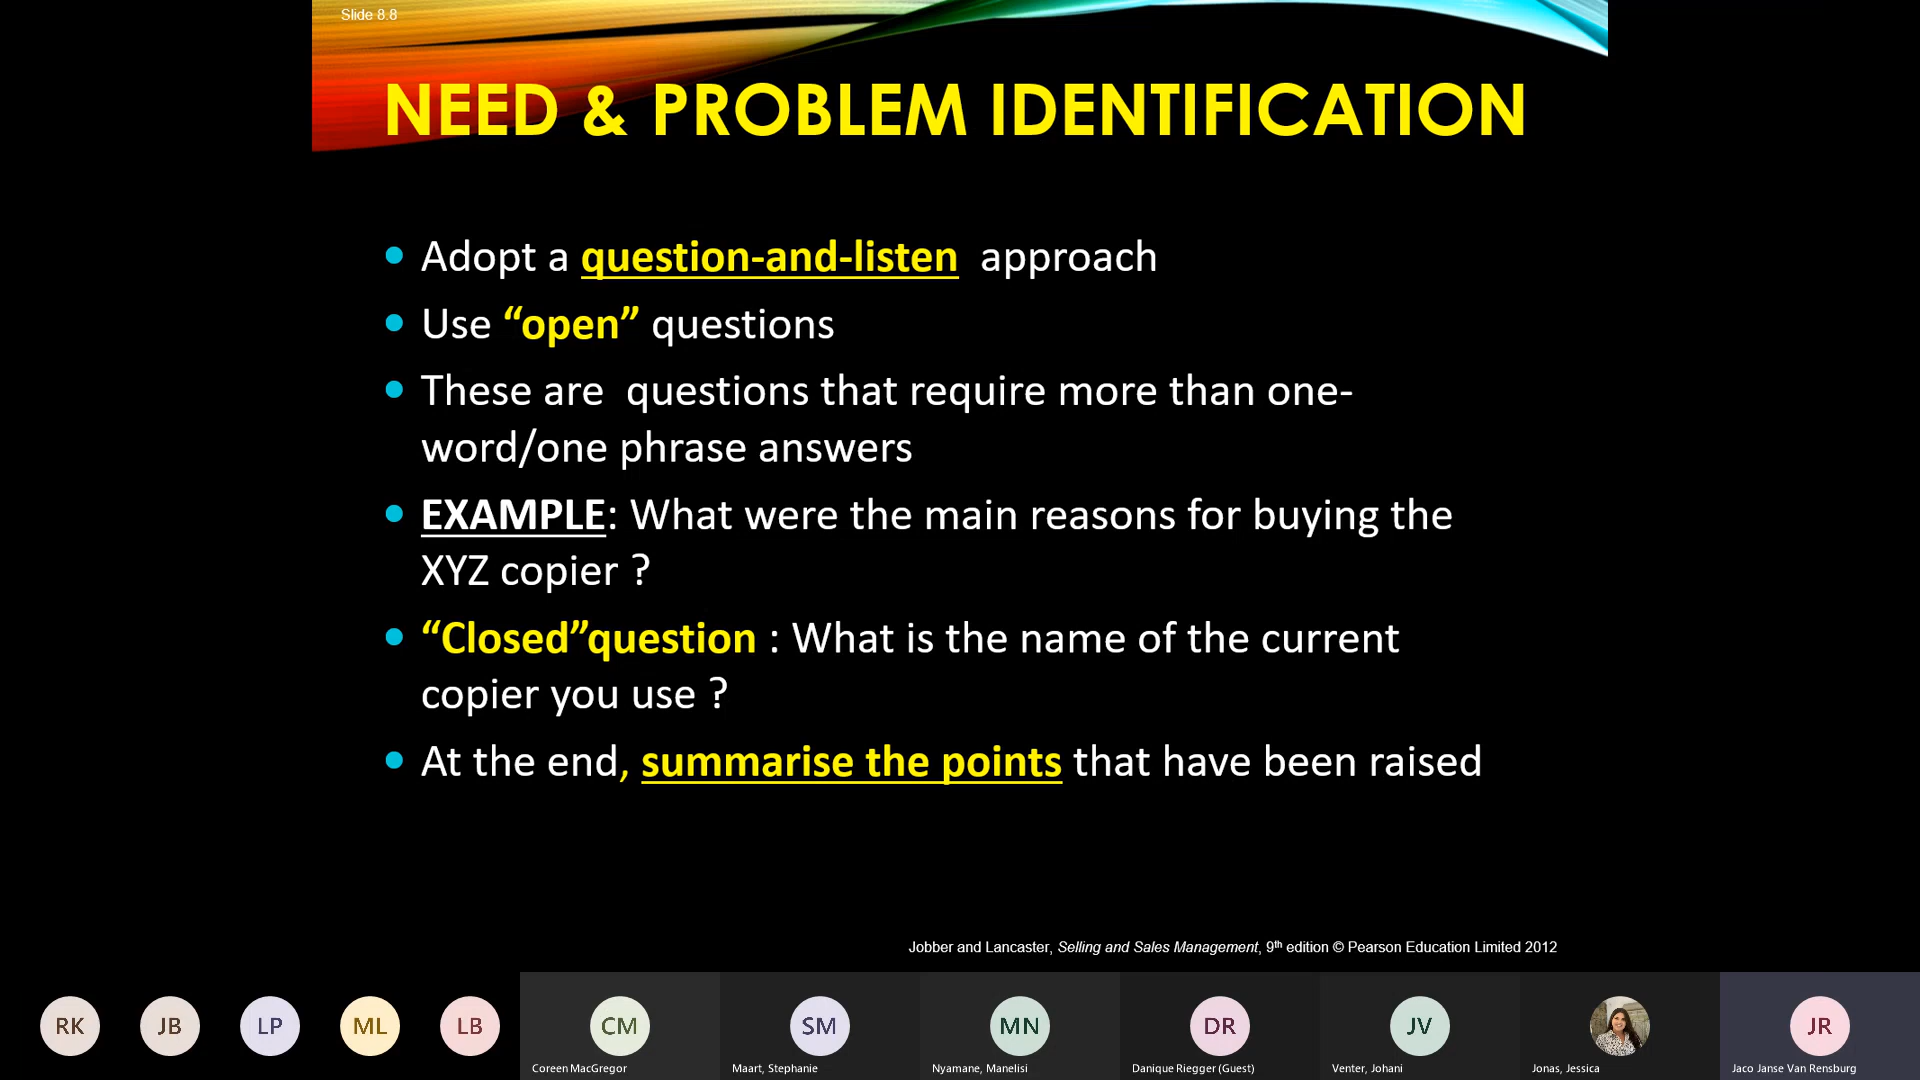 Slide 8.8
NEED & PROBLEM IDENTIFICATION
Adopt a question-and-listen approach
Use “open” questions
These are questions that require more than one-
word/one phrase answers
EXAMPLE: What were the main reasons for buying the
XYZ copier ?
“Closed”question : What is the name of the current
copier you use ?
At the end, summarise the points that have been raised
Jobber and Lancaster, Selling and Sales Management, 9th edition © Pearson Education Limited 2012
RK JB LP ML LB CM SM MN DR JV JR
Coreen MacGregor Maart, Stephanie Nyamane, Manelisi Danique Riegger (Guest) Venter, Johani Jonas, Jessica Jaco Janse Van Rensburg